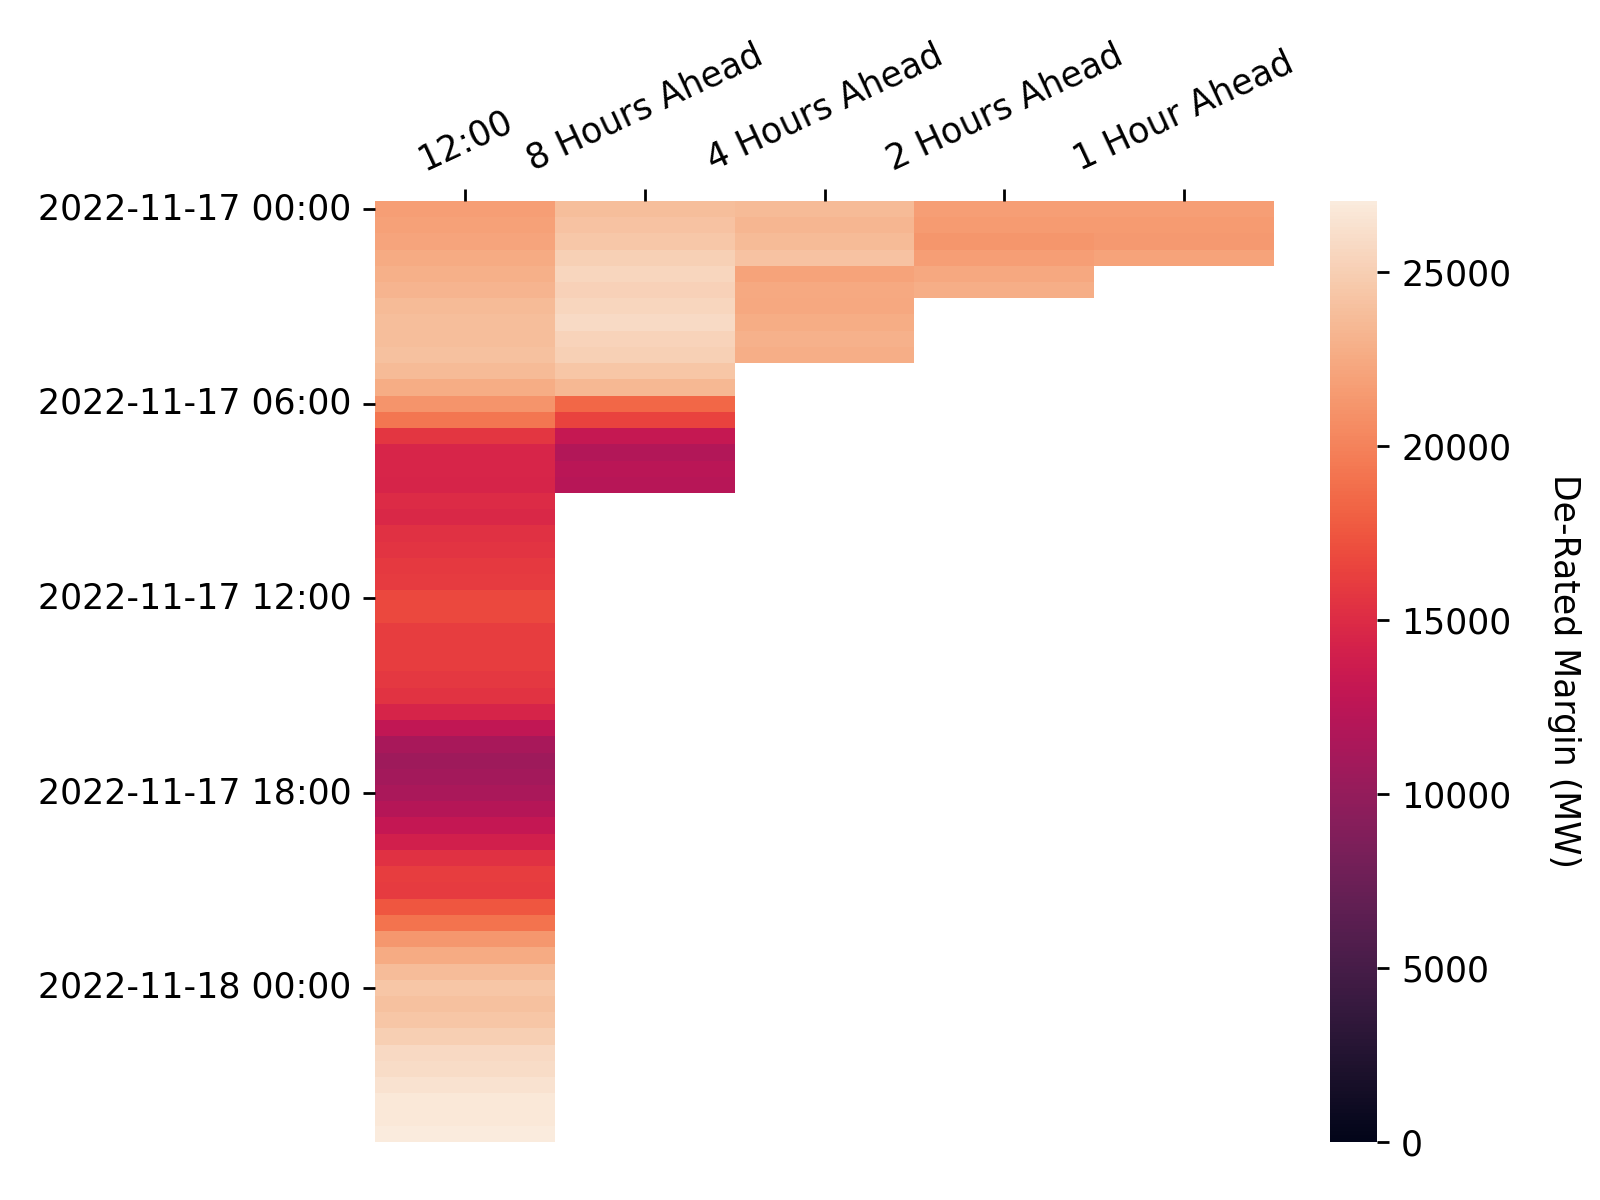 12:00
8 Hours Ahead
4 Hours Ahead
2 Hours Ahead
1 Hour Ahead
2022-11-17 00:00
2022-11-17 06:00
2022-11-17 12:00
2022-11-17 18:00
2022-11-18 00:00
25000
20000
15000
10000
5000
0
De-Rated Margin (MW)